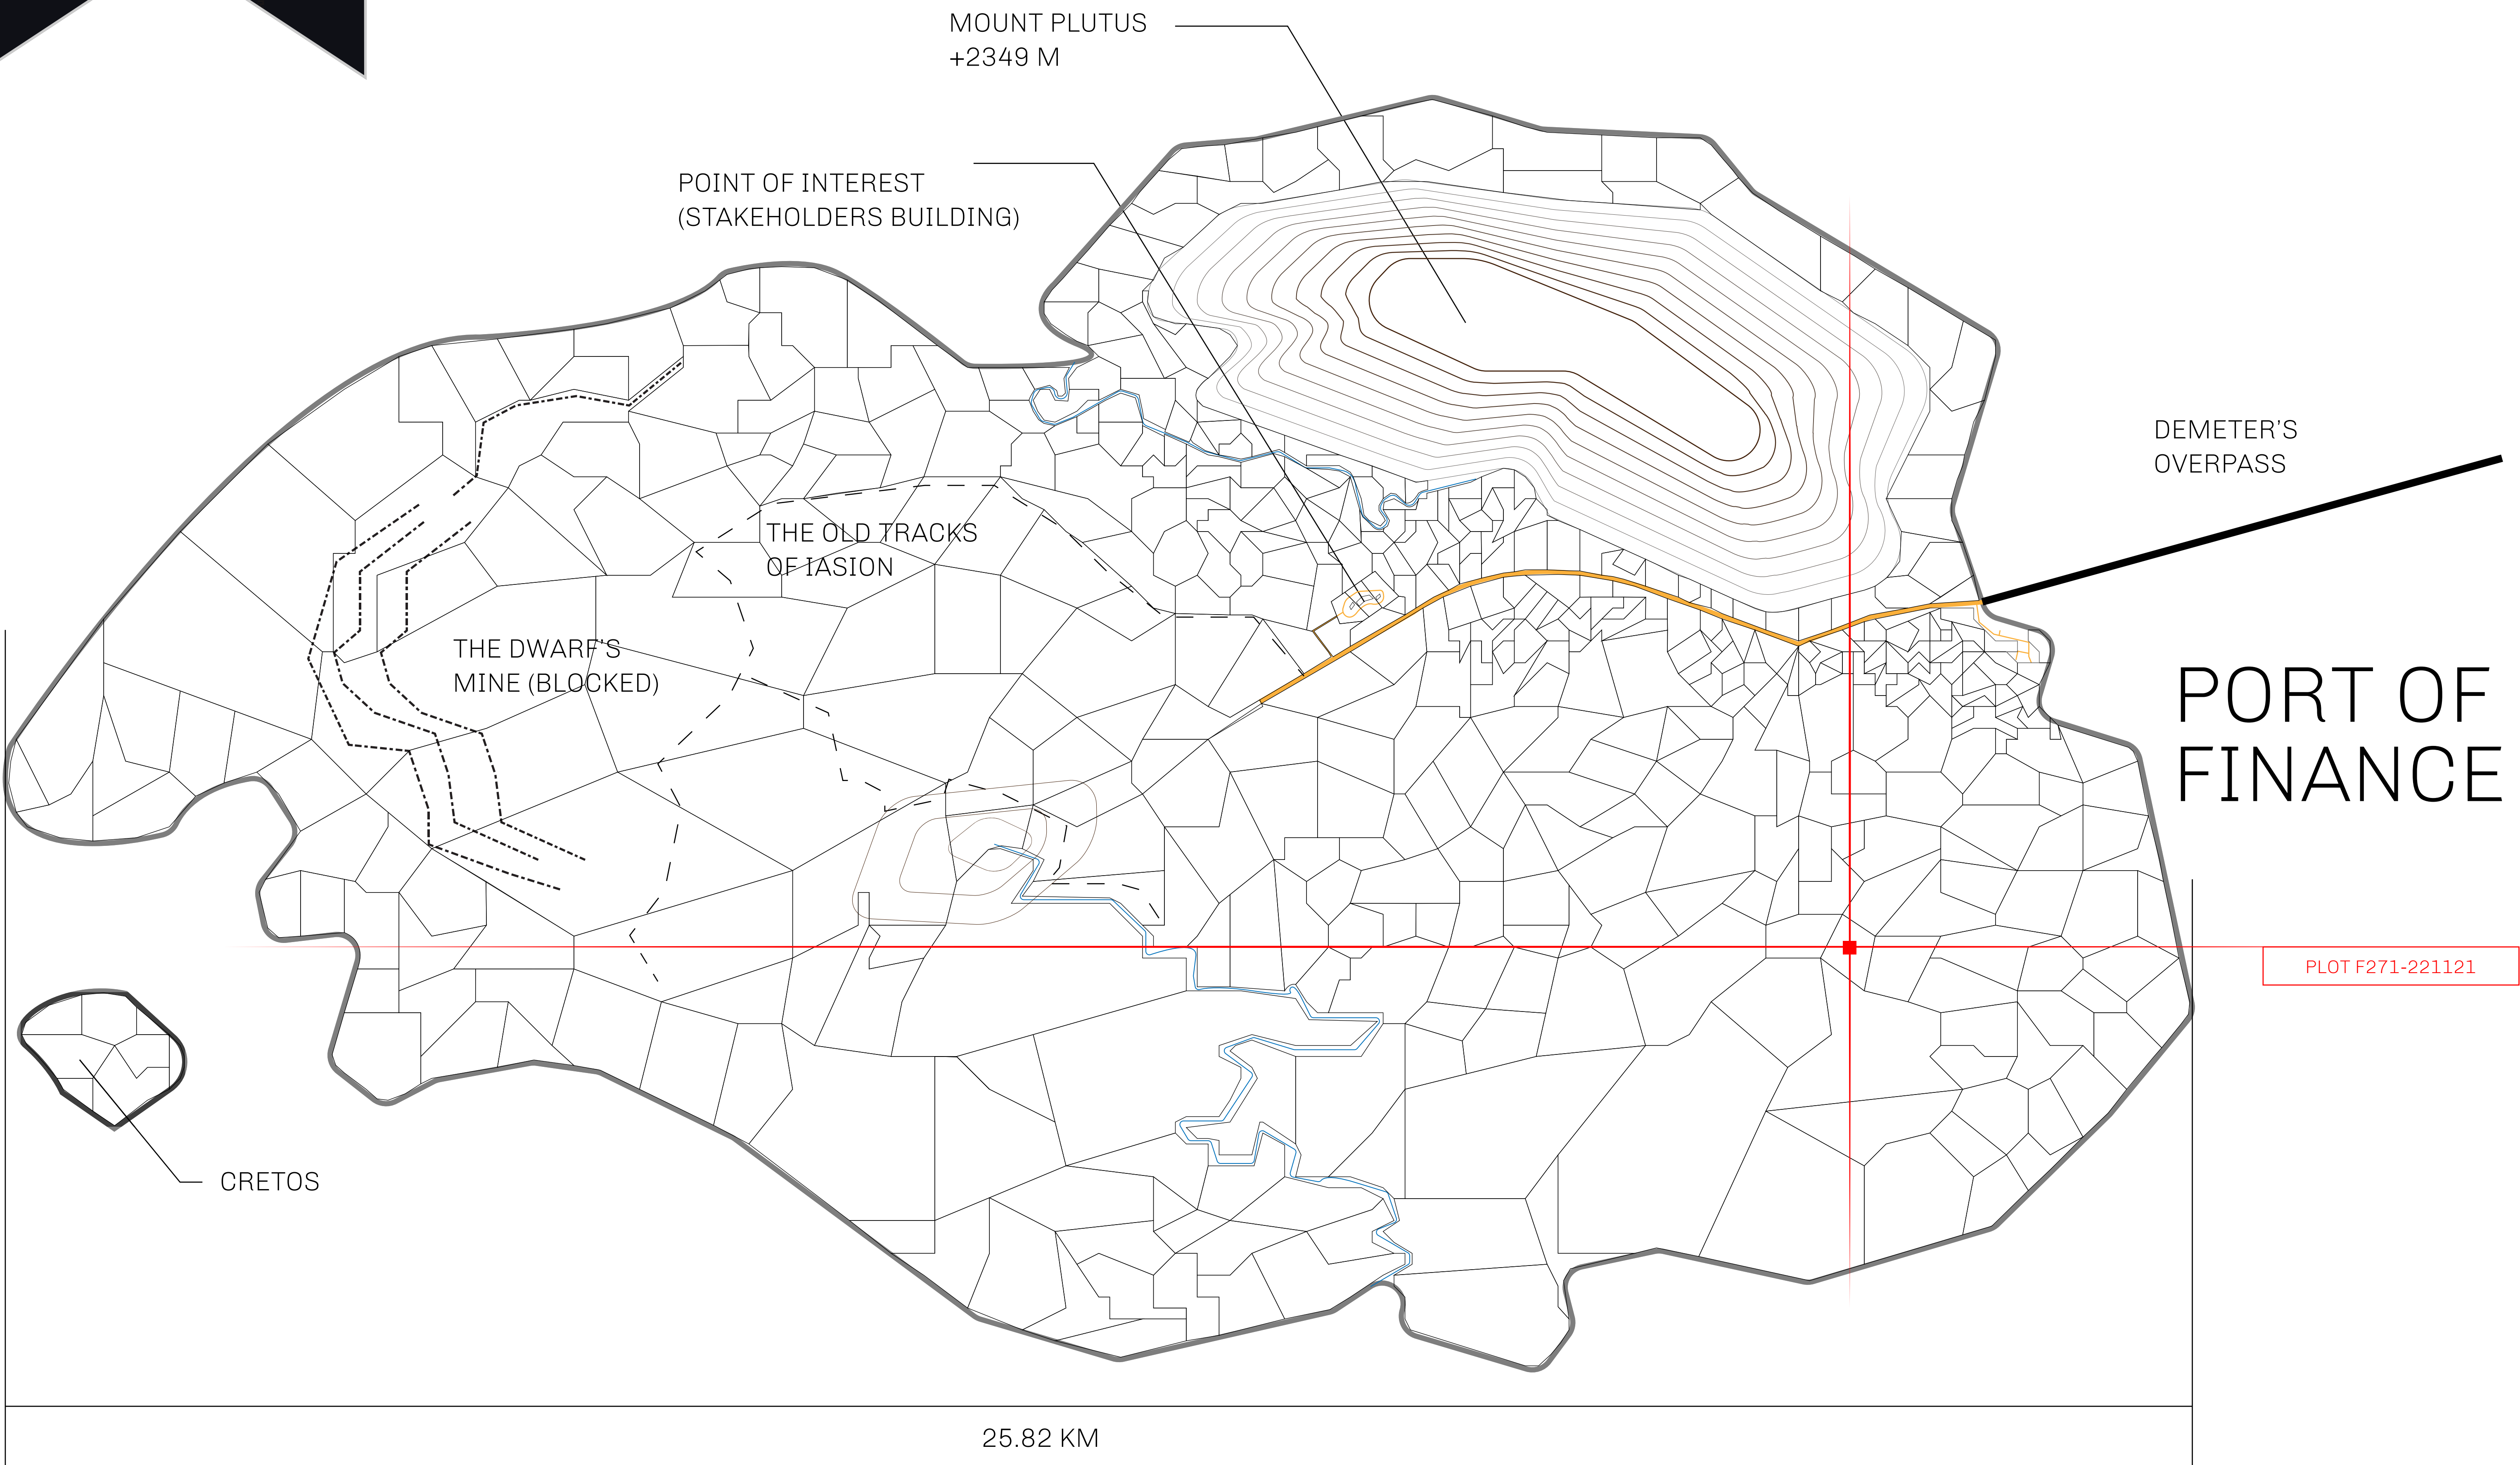 MOUNT PLUTUS
+2349 M
POINT OF INTEREST
(STAKEHOLDERS BUILDING)
DEMETER'S
OVERPASS
THE OLD TRACKS
OF IASION
THE DWARF'S
MINE (BLOCKED)
PORT OF
FINANCE
PLOT F271-221121
CRETOS
25.82 KM